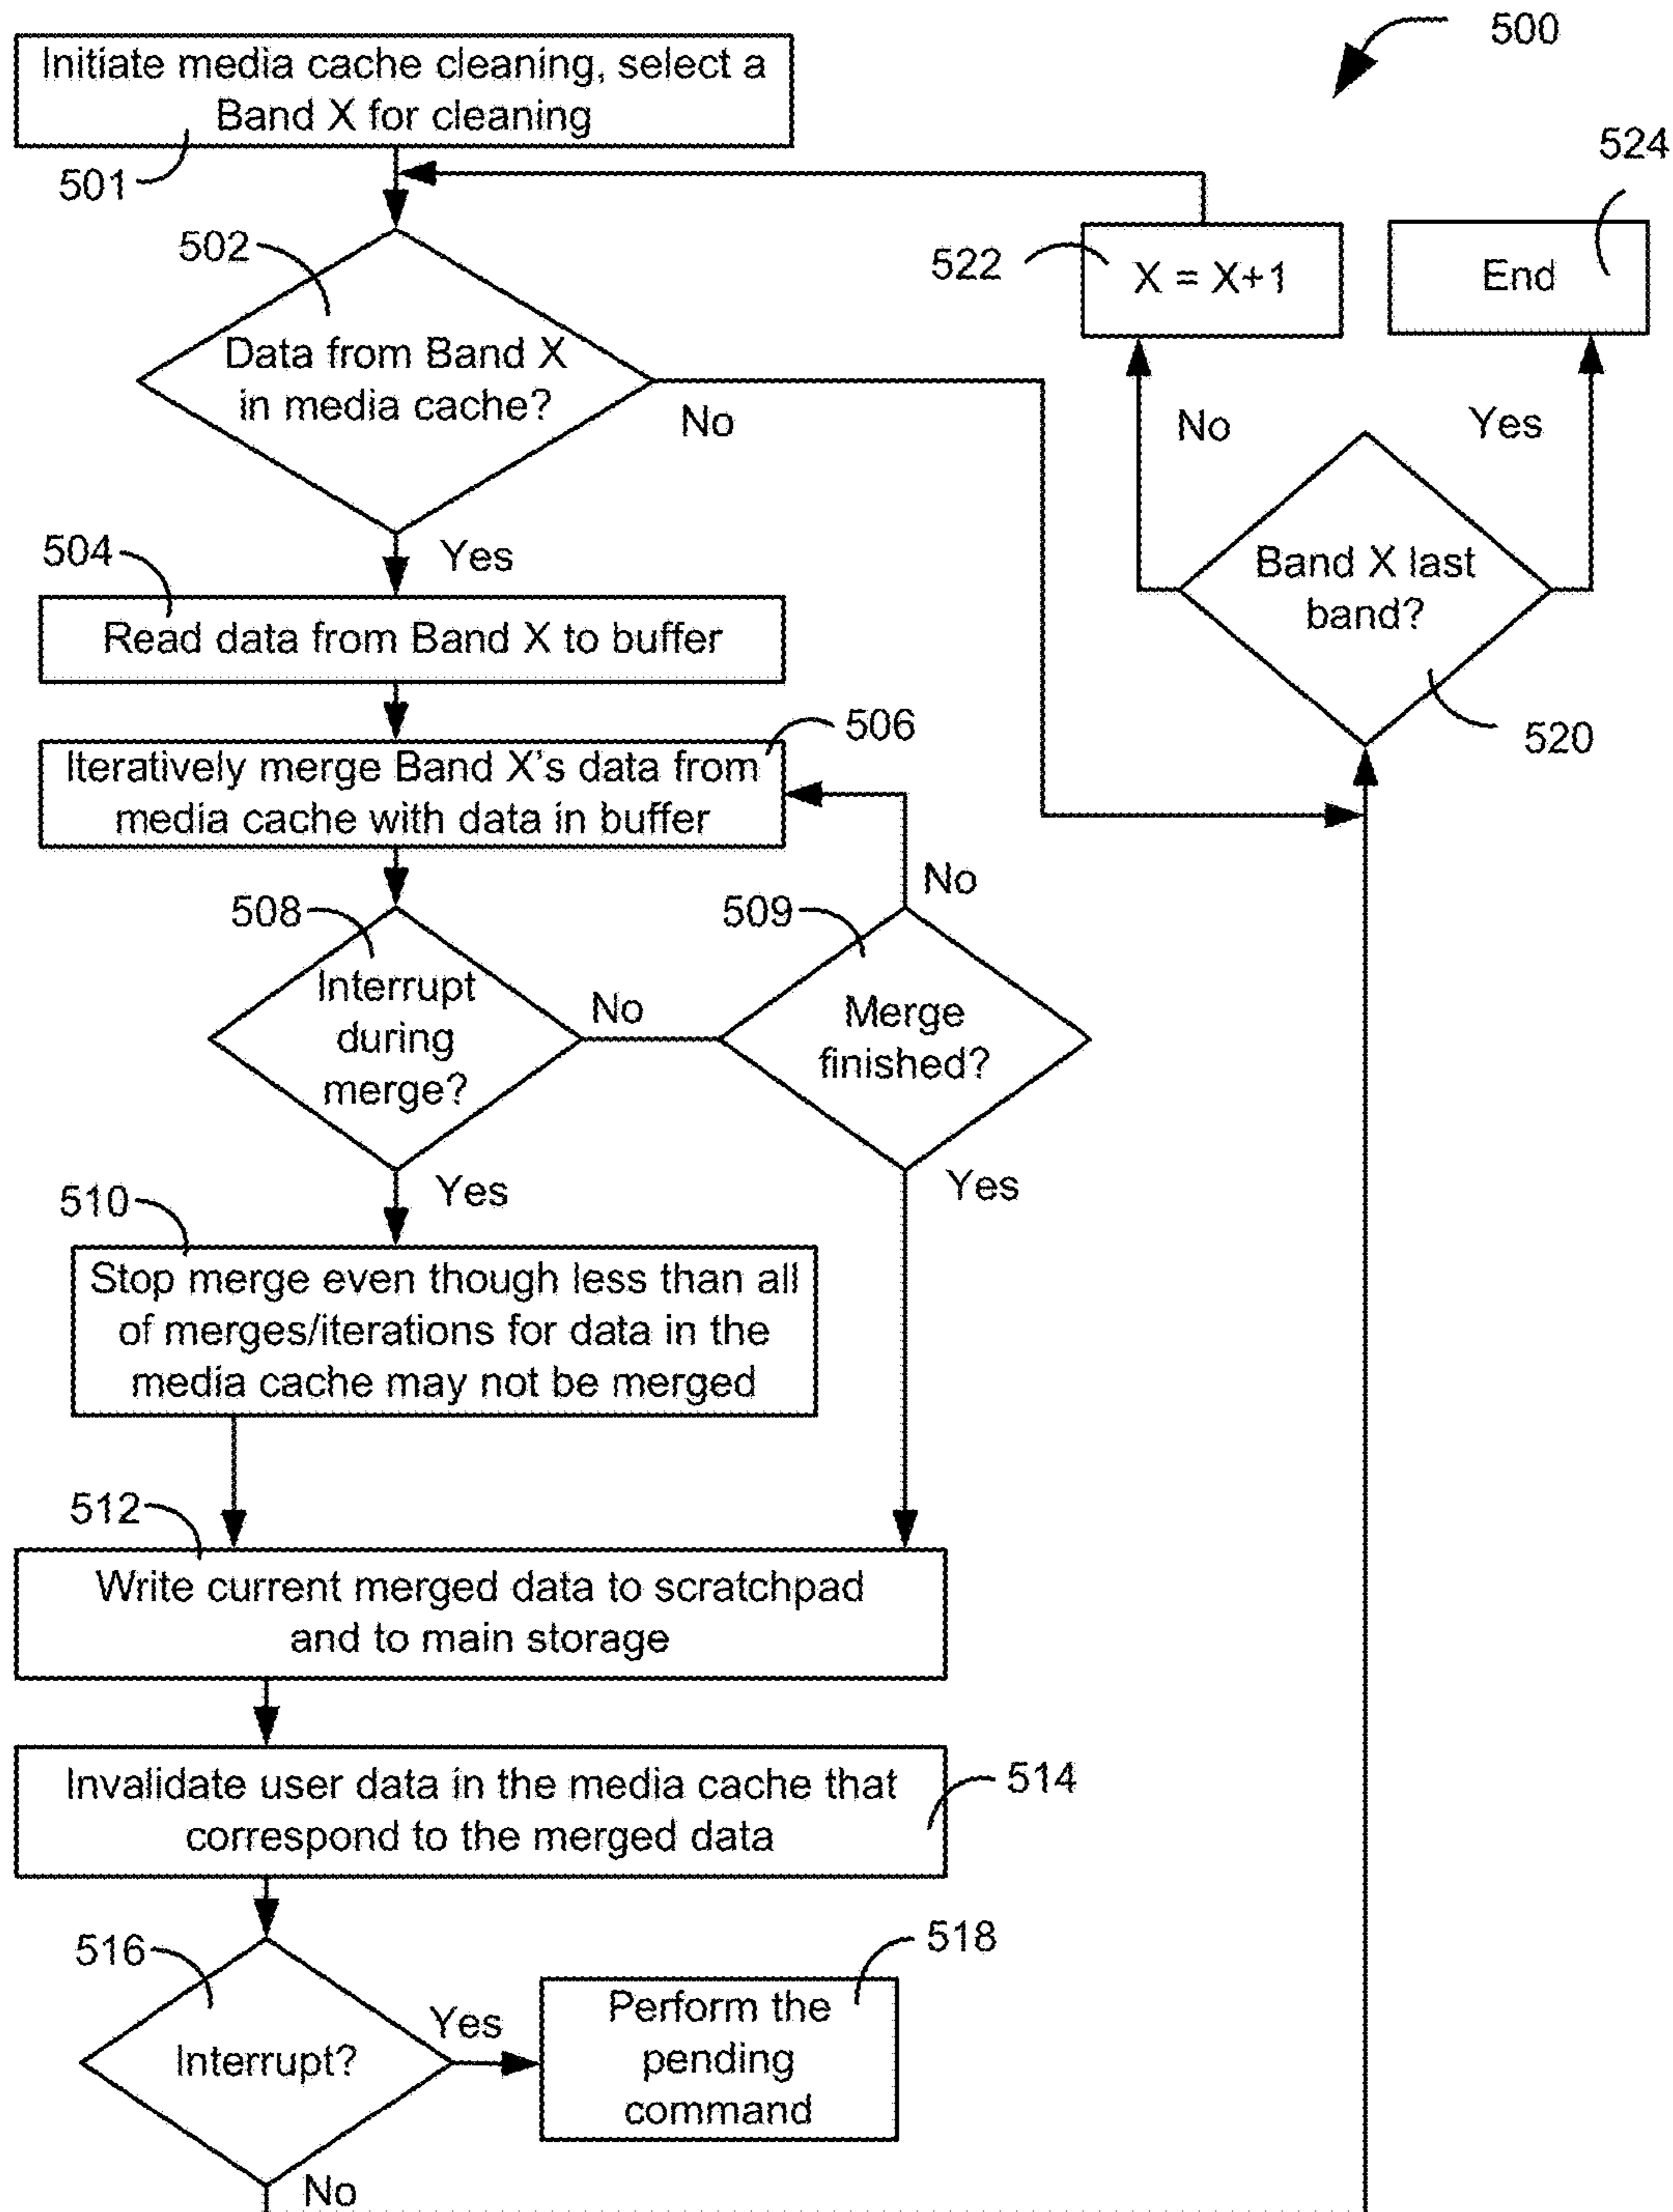 500
Initiate media cache cleaning, select a
Band X for cleaning
501
524
502
522
X = X+1
End
Data from Band X
in media cache?
No
No
Yes
504
Yes
Band X last
band?
Read data from Band X to buffer
520
506
Iteratively merge Band X's data from
media cache with data in buffer
No
508
509
Interrupt
during
merge?
No
Merge
finished?
Yes
Yes
510
Stop merge even though less than all
of merges/iterations for data in the
media cache may not be merged
512
Write current merged data to scratchpad
and to main storage
Invalidate user data in the media cache that
correspond to the merged data
514
516
518
Interrupt?
Yes
Perform the
pending
command
No